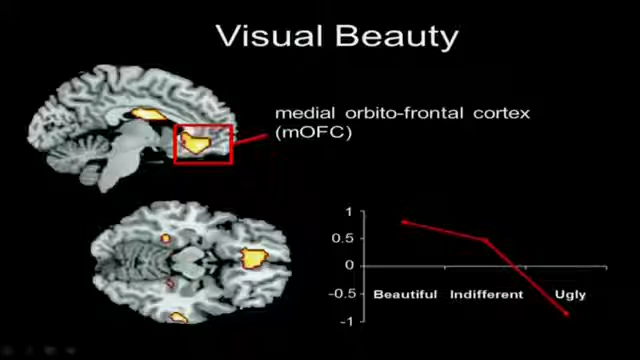 Visual Beauty
medial orbito-frontal cortex
(mOFC)
1
0.5
0
-0.5
-1
Beautiful Indifferent Ugly